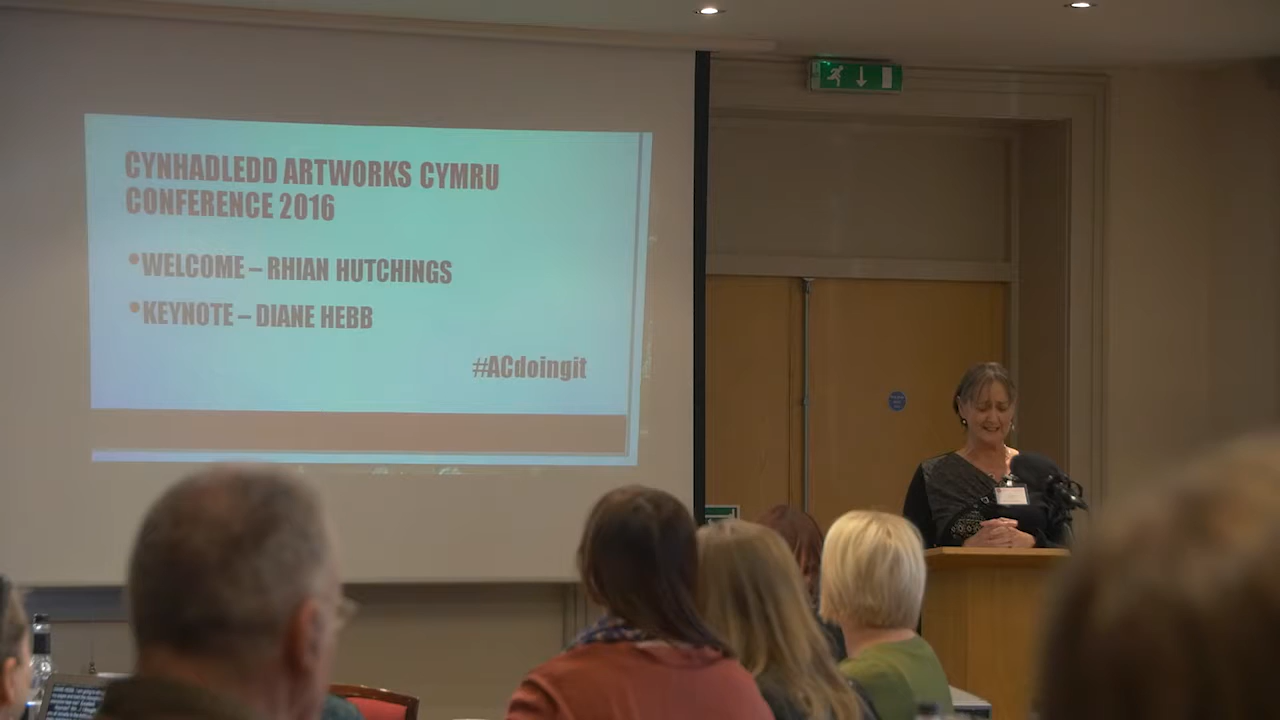 CYNHADLEDD ARTWORKS CYMRU
CONFERENCE 2016
•WELCOME – RHIAN HUTCHINGS
•KEYNOTE – DIANE HEBB
#ACdoingit